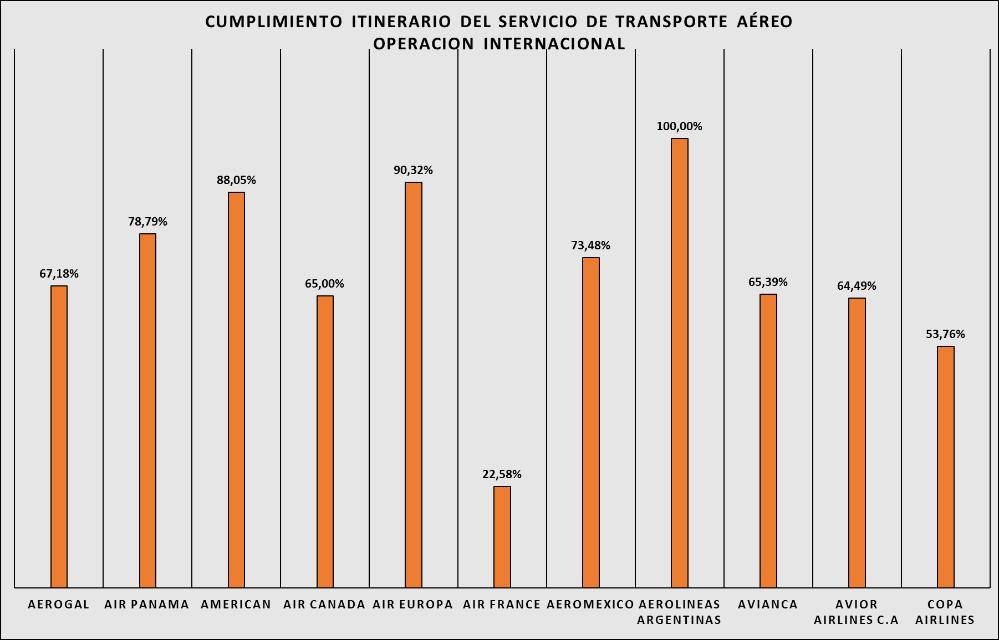 CUMPLIMIENTO ITINERARIO DEL SERVICIO DE TRANSPORTE AÉREO
OPERACION INTERNACIONAL
67,18%
78,79%
88,05%
65,00%
90,32%
22,58%
73,48%
100,00%
65,39%
64,49%
53,76%
AEROGAL
AIR PANAMA
AMERICAN
AIR CANADA
AIR EUROPA
AIR FRANCE
AEROMEXICO
AEROLINEAS
ARGENTINAS
AVIANCA
AVIOR
AIRLINES C.A
COPA
AIRLINES